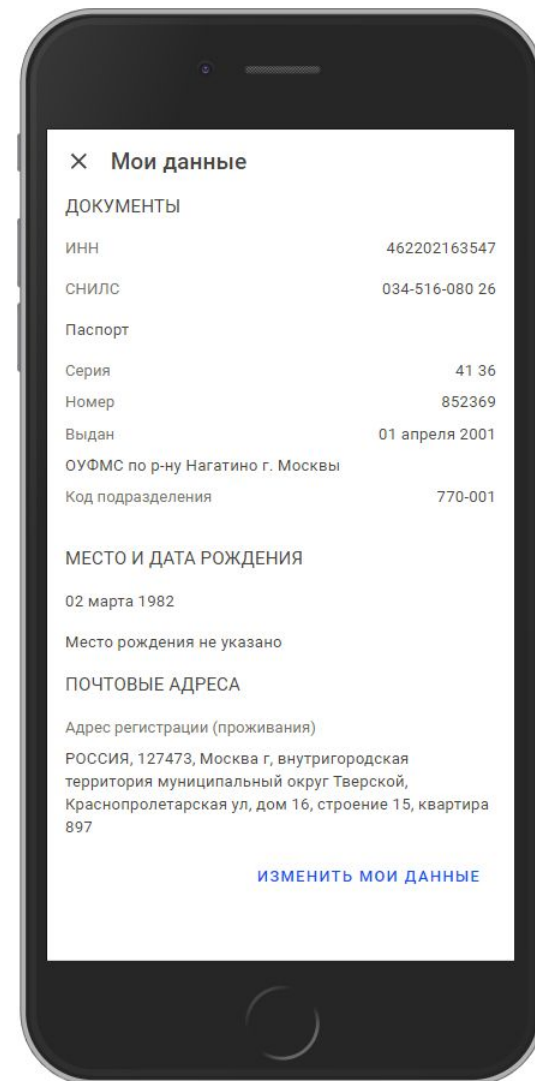 Мои данные
ДОКУМЕНТЫ
ИНН 462202163547
СНИЛС 034-516-080 26
Паспорт
Серия 41 36
Номер 852369
Выдан 01 апреля 2001
ОУФМС по р-ну Нагатино г. Москвы
Код подразделения 770-001
МЕСТО И ДАТА РОЖДЕНИЯ
02 марта 1982
Место рождения не указано
ПОЧТОВЫЕ АДРЕСА
Адрес регистрации (проживания)
РОССИЯ, 127473, Москва г, внутригородская
территория муниципальный округ Тверской,
Краснопролетарская ул, дом 16, строение 15, квартира
897
ИЗМЕНИТЬ МОИ ДАННЫЕ